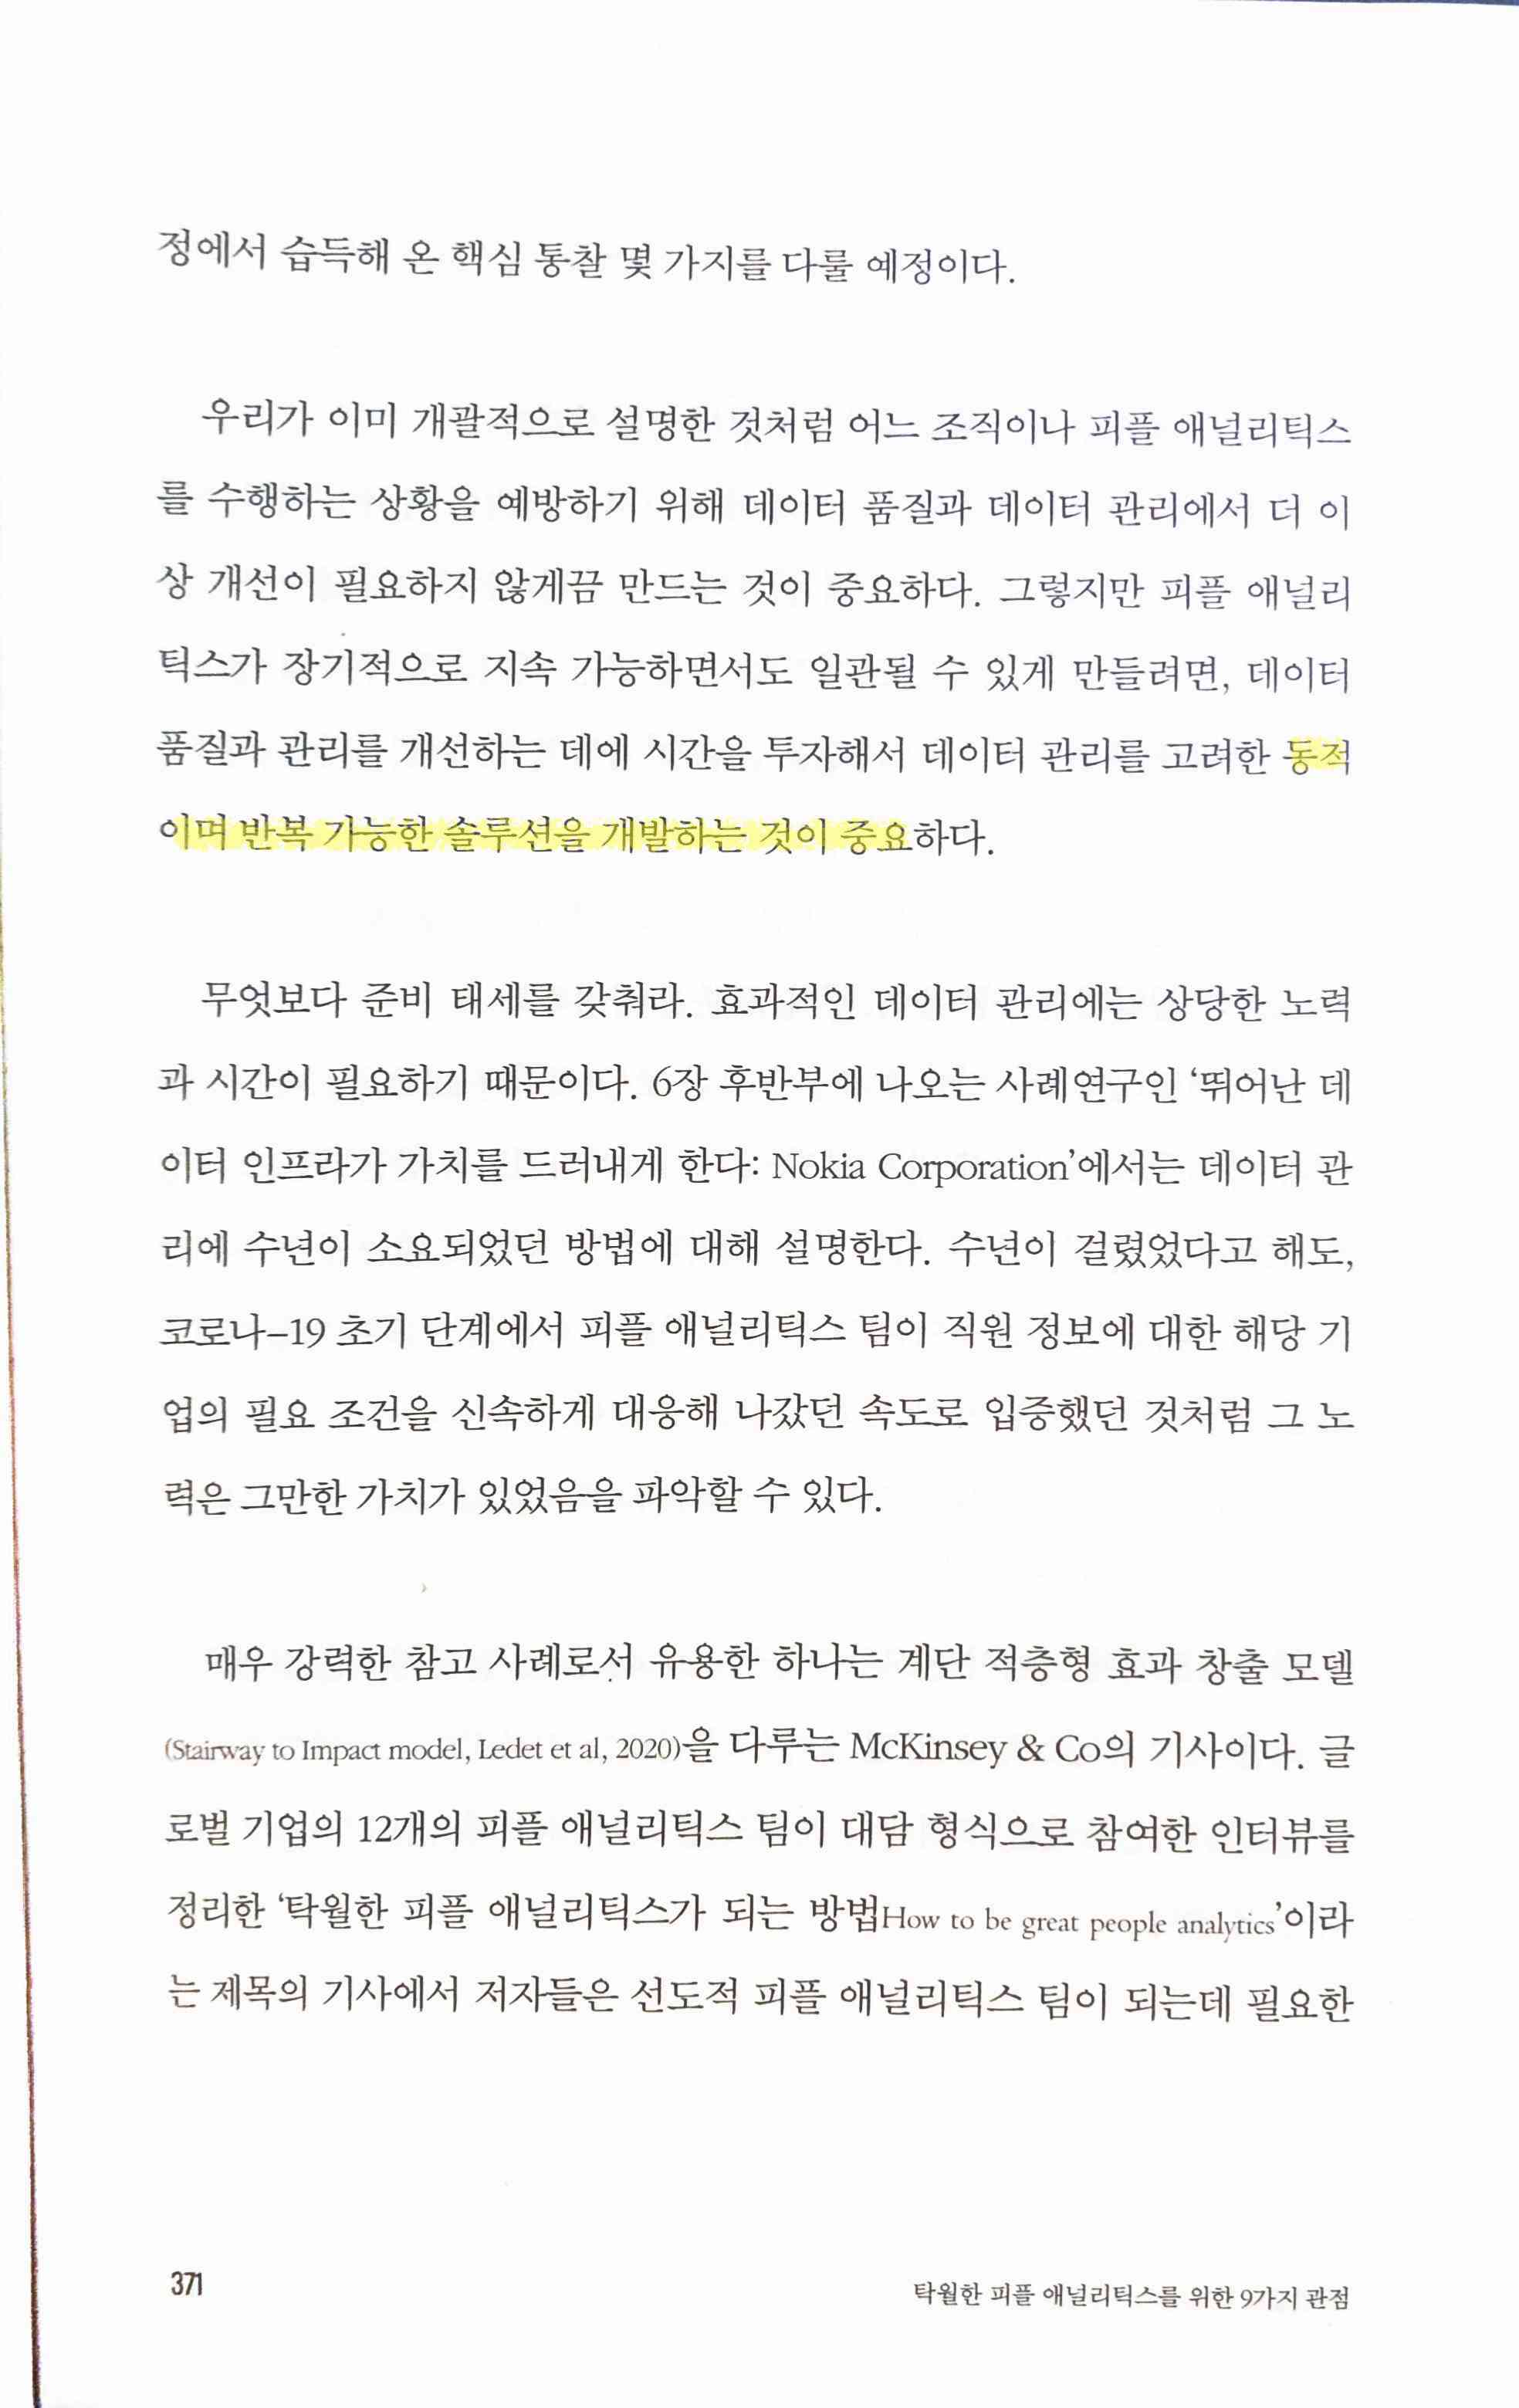 정에서 습득해 온 핵심 통찰 몇 가지를 다룰 예정이다.
우리가 이미 개괄적으로 설명한 것처럼 어느 조직이나 피플 애널리틱스
를 수행하는 상황을 예방하기 위해 데이터 품질과 데이터 관리에서 더 이
상 개선이 필요하지 않게끔 만드는 것이 중요하다. 그렇지만 피플 애널리
틱스가 장기적으로 지속 가능하면서도 일관될 수 있게 만들려면, 데이터
품질과 관리를 개선하는 데에 시간을 투자해서 데이터 관리를 고려한 동적
이며 반복 가능한 솔루션을 개발하는 것이 중요하다.
무엇보다 준비 태세를 갖춰라. 효과적인 데이터 관리에는 상당한 노력
과 시간이 필요하기 때문이다. 6장 후반부에 나오는 사례연구인 ‘뛰어난 데
이터 인프라가 가치를 드러내게 한다: Nokia Corporation’에서는 데이터 관
리에 수년이 소요되었던 방법에 대해 설명한다. 수년이 걸렸었다고 해도,
코로나-19 초기 단계에서 피플 애널리틱스 팀이 직원 정보에 대한 해당 기
업의 필요 조건을 신속하게 대응해 나갔던 속도로 입증했던 것처럼 그 노
력은 그만한 가치가 있었음을 파악할 수 있다.
매우 강력한 참고 사례로서 유용한 하나는 계단 적층형 효과 창출 모델
(Stairway to Impact model, Ledet et al, 2020)을 다루는 McKinsey & Co의 기사이다. 글
로벌 기업의 12개의 피플 애널리틱스 팀이 대담 형식으로 참여한 인터뷰를
정리한 ‘탁월한 피플 애널리틱스가 되는 방법How to be great people analytics’이라
는 제목의 기사에서 저자들은 선도적 피플 애널리틱스 팀이 되는데 필요한
371
탁월한 피플 애널리틱스를 위한 9가지 관점